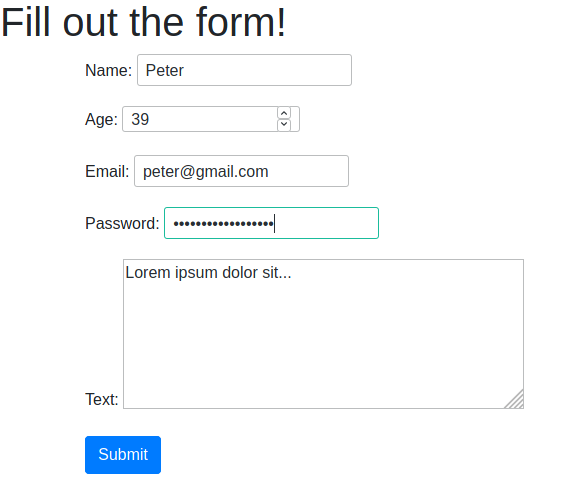 Fill out the form!
Name: Peter
Age: 39
Email: peter@gmail.com
Password: ••••••••••••••••••
Lorem ipsum dolor sit...
Text:
Submit